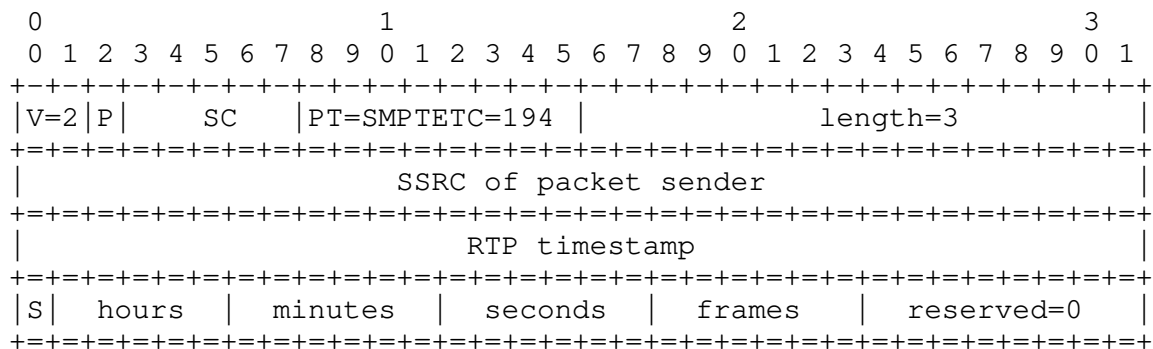 0                   1                   2                   3
 0 1 2 3 4 5 6 7 8 9 0 1 2 3 4 5 6 7 8 9 0 1 2 3 4 5 6 7 8 9 0 1
+-+-+-+-+-+-+-+-+-+-+-+-+-+-+-+-+-+-+-+-+-+-+-+-+-+-+-+-+-+-+-+-+
|V=2|P|    SC   |PT=SMPTETC=194 |             length=3          |
+=+=+=+=+=+=+=+=+=+=+=+=+=+=+=+=+=+=+=+=+=+=+=+=+=+=+=+=+=+=+=+=+
|                     SSRC of packet sender                     |
+=+=+=+=+=+=+=+=+=+=+=+=+=+=+=+=+=+=+=+=+=+=+=+=+=+=+=+=+=+=+=+=+
|                         RTP timestamp                         |
+=+=+=+=+=+=+=+=+=+=+=+=+=+=+=+=+=+=+=+=+=+=+=+=+=+=+=+=+=+=+=+=+
|S|  hours  |  minutes  |  seconds  |  frames   |  reserved=0   |
+=+=+=+=+=+=+=+=+=+=+=+=+=+=+=+=+=+=+=+=+=+=+=+=+=+=+=+=+=+=+=+=+